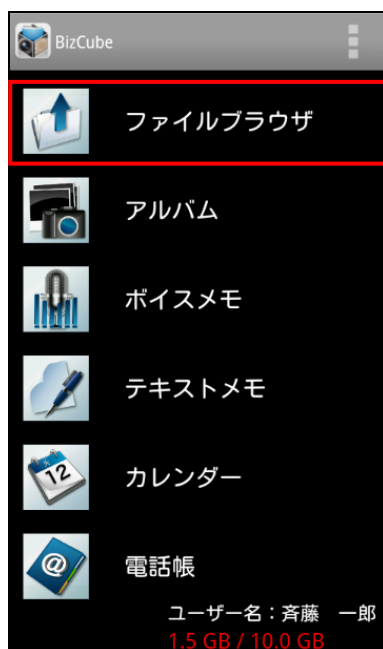 BizCube
ファイルブラウザ
アルバム
ボイスメモ
テキストメモ
火
12
カレンダー
@
電話帳
ユーザー名：斉藤　一郎
1.5 GB / 10.0 GB